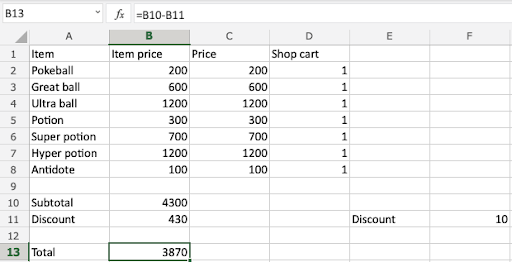 B13 fx =B10-B11
A B C D E F
1 Item Item price Price Shop cart
2 Pokeball 200 200 1
3 Great ball 600 600 1
4 Ultra ball 1200 1200 1
5 Potion 300 300 1
6 Super potion 700 700 1
7 Hyper potion 1200 1200 1
8 Antidote 100 100 1
9
10 Subtotal 4300
11 Discount 430 Discount 10
12
13 Total 3870